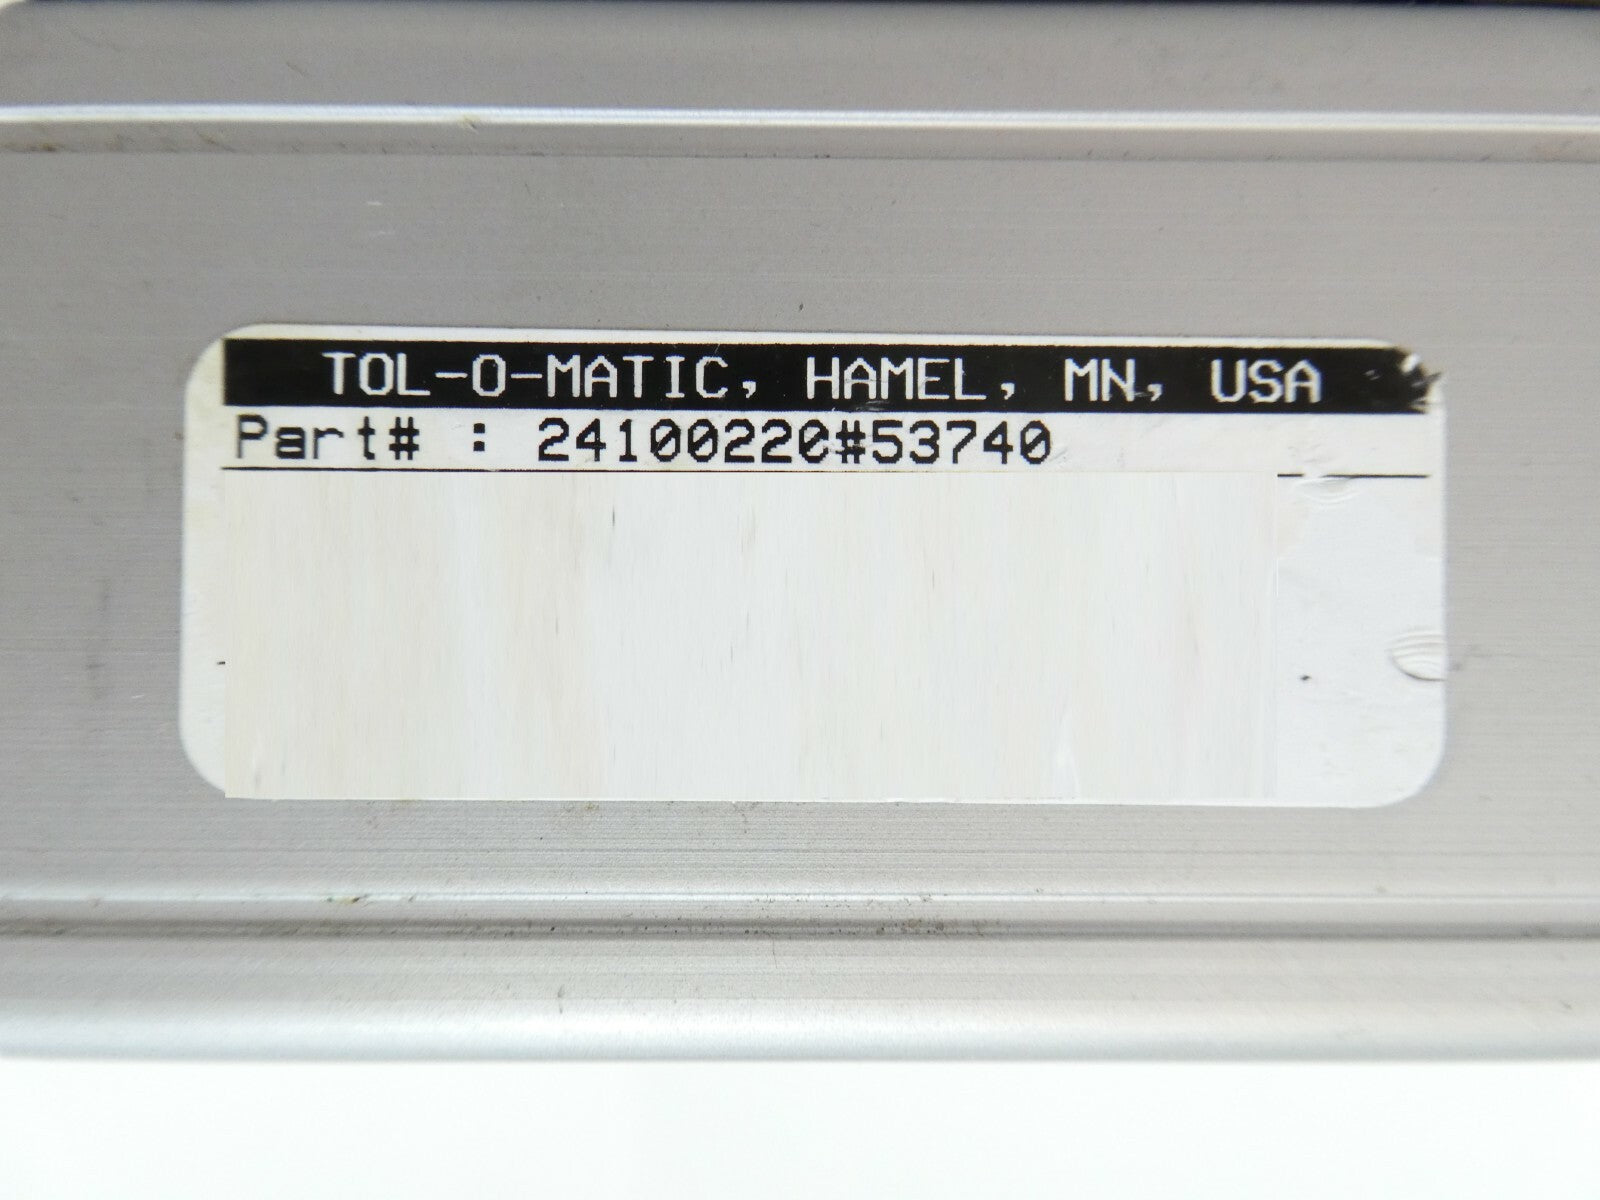 TOL-O-MATIC, HAMEL, MN, USA
Part# : 24100220#53740